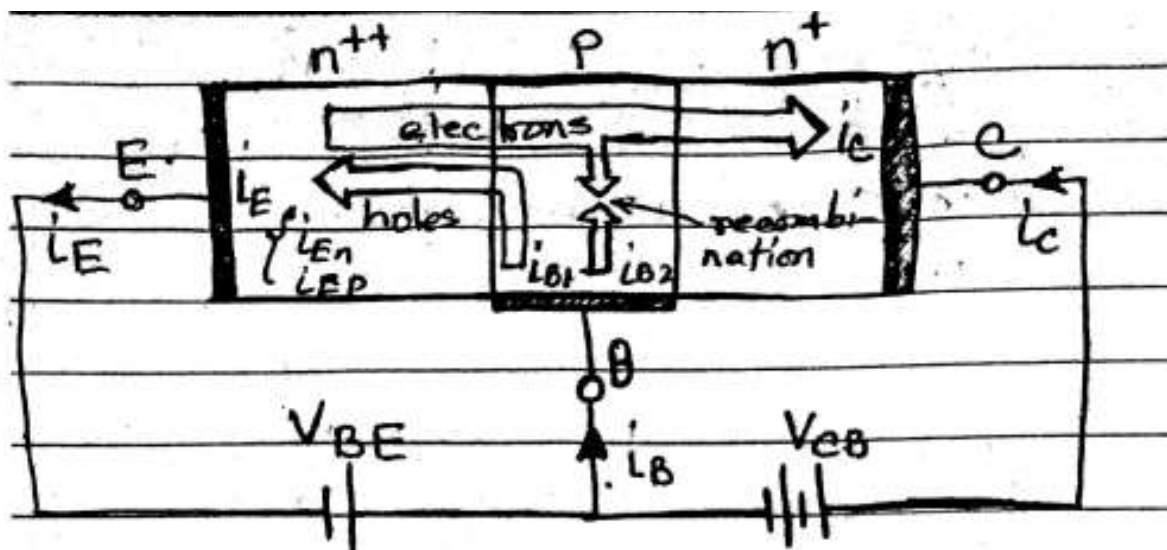 n++ P n+
electrons
E iE iC C
holes recombi-
nation
iE iEn iB1 iB2 iC
iEp
B
VBE iB VCB